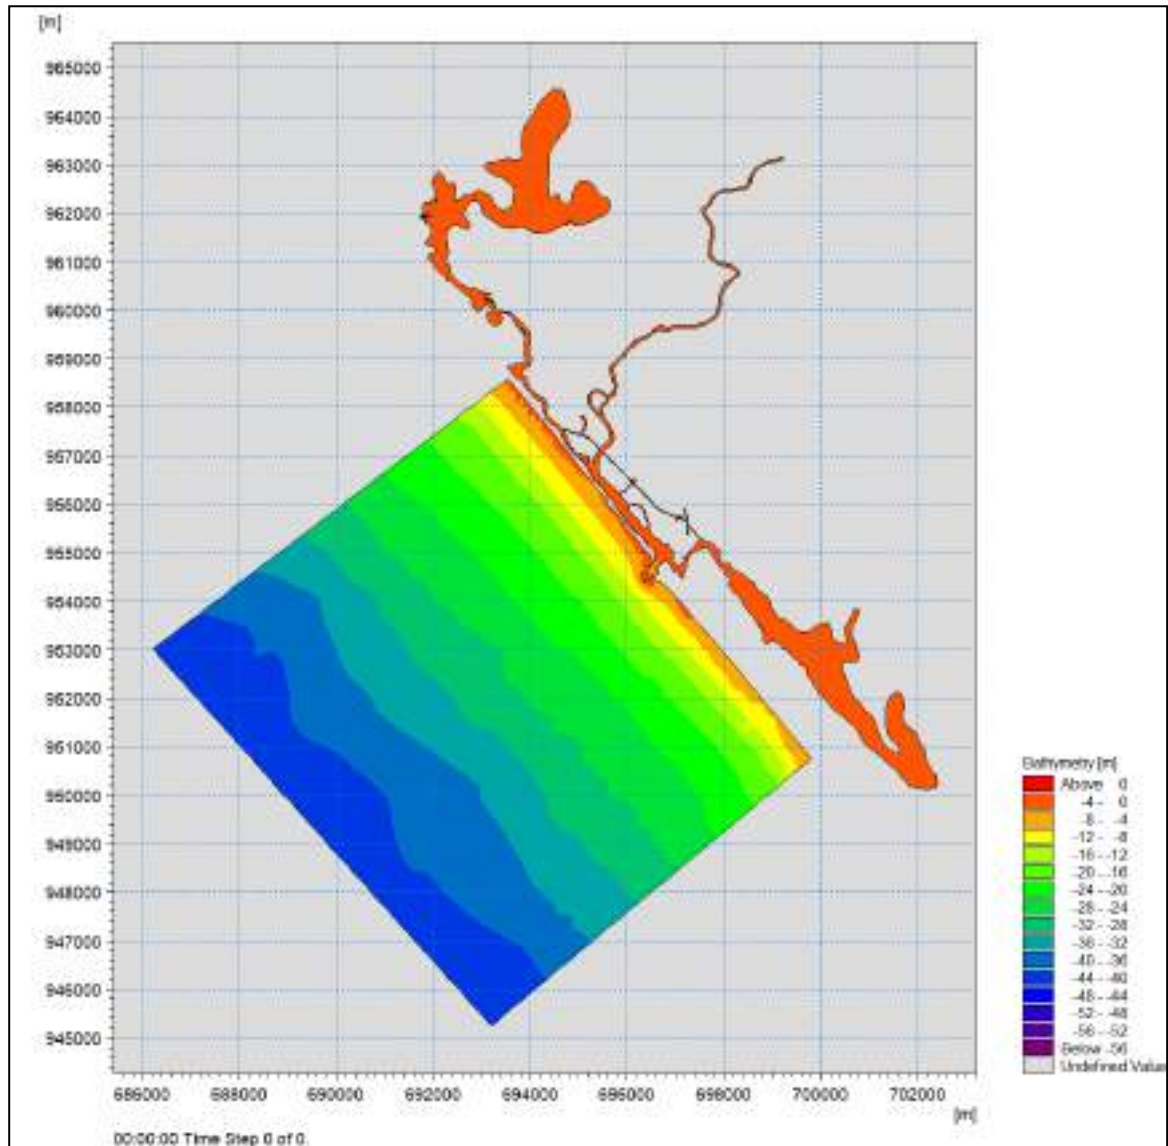 [m]
965000
964000
963000
962000
961000
960000
959000
958000
957000
956000
955000
954000
953000
952000
951000
950000
949000
948000
947000
946000
945000
686000 688000 690000 692000 694000 696000 698000 700000 702000
[m]
00:00:00 Time Step 0 of 0.
Bathymetry [m]
Above 0
-4 - 0
-8 - -4
-12 - -8
-16 - -12
-20 - -16
-24 - -20
-28 - -24
-32 - -28
-36 - -32
-40 - -36
-44 - -40
-48 - -44
-52 - -48
-56 - -52
Below -56
Undefined Value